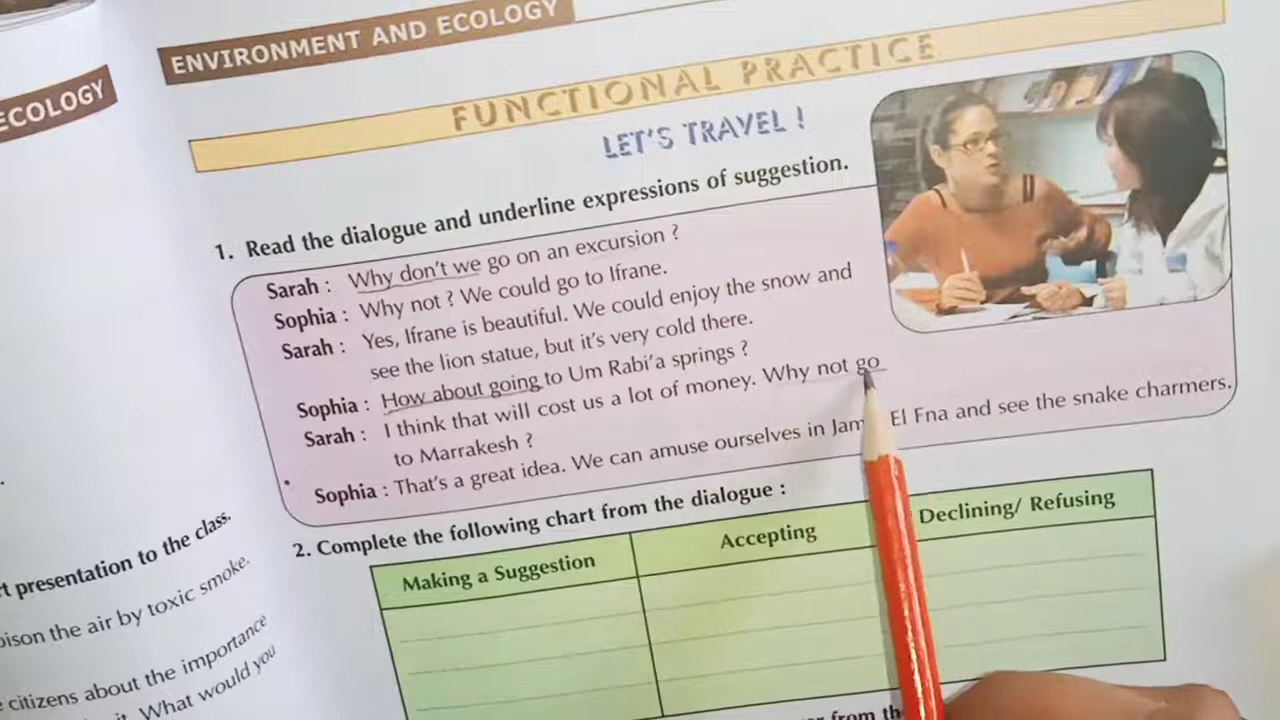 ENVIRONMENT AND ECOLOGY
ECOLOGY
FUNCTIONAL PRACTICE
LET'S TRAVEL !
1. Read the dialogue and underline expressions of suggestion.
Sarah : Why don't we go on an excursion ?
Sophia : Why not ? We could go to Ifrane.
Sarah : Yes, Ifrane is beautiful. We could enjoy the snow and
see the lion statue, but it's very cold there.
Sophia : How about going to Um Rabi'a springs ?
Sarah : I think that will cost us a lot of money. Why not go
to Marrakesh ?
Sophia : That's a great idea. We can amuse ourselves in El Fna and see the snake charmers.
2. Complete the following chart from the dialogue :
Making a Suggestion Accepting Declining/ Refusing
presentation to the class.
the air by toxic smoke.
citizens about the importance
What would you
from